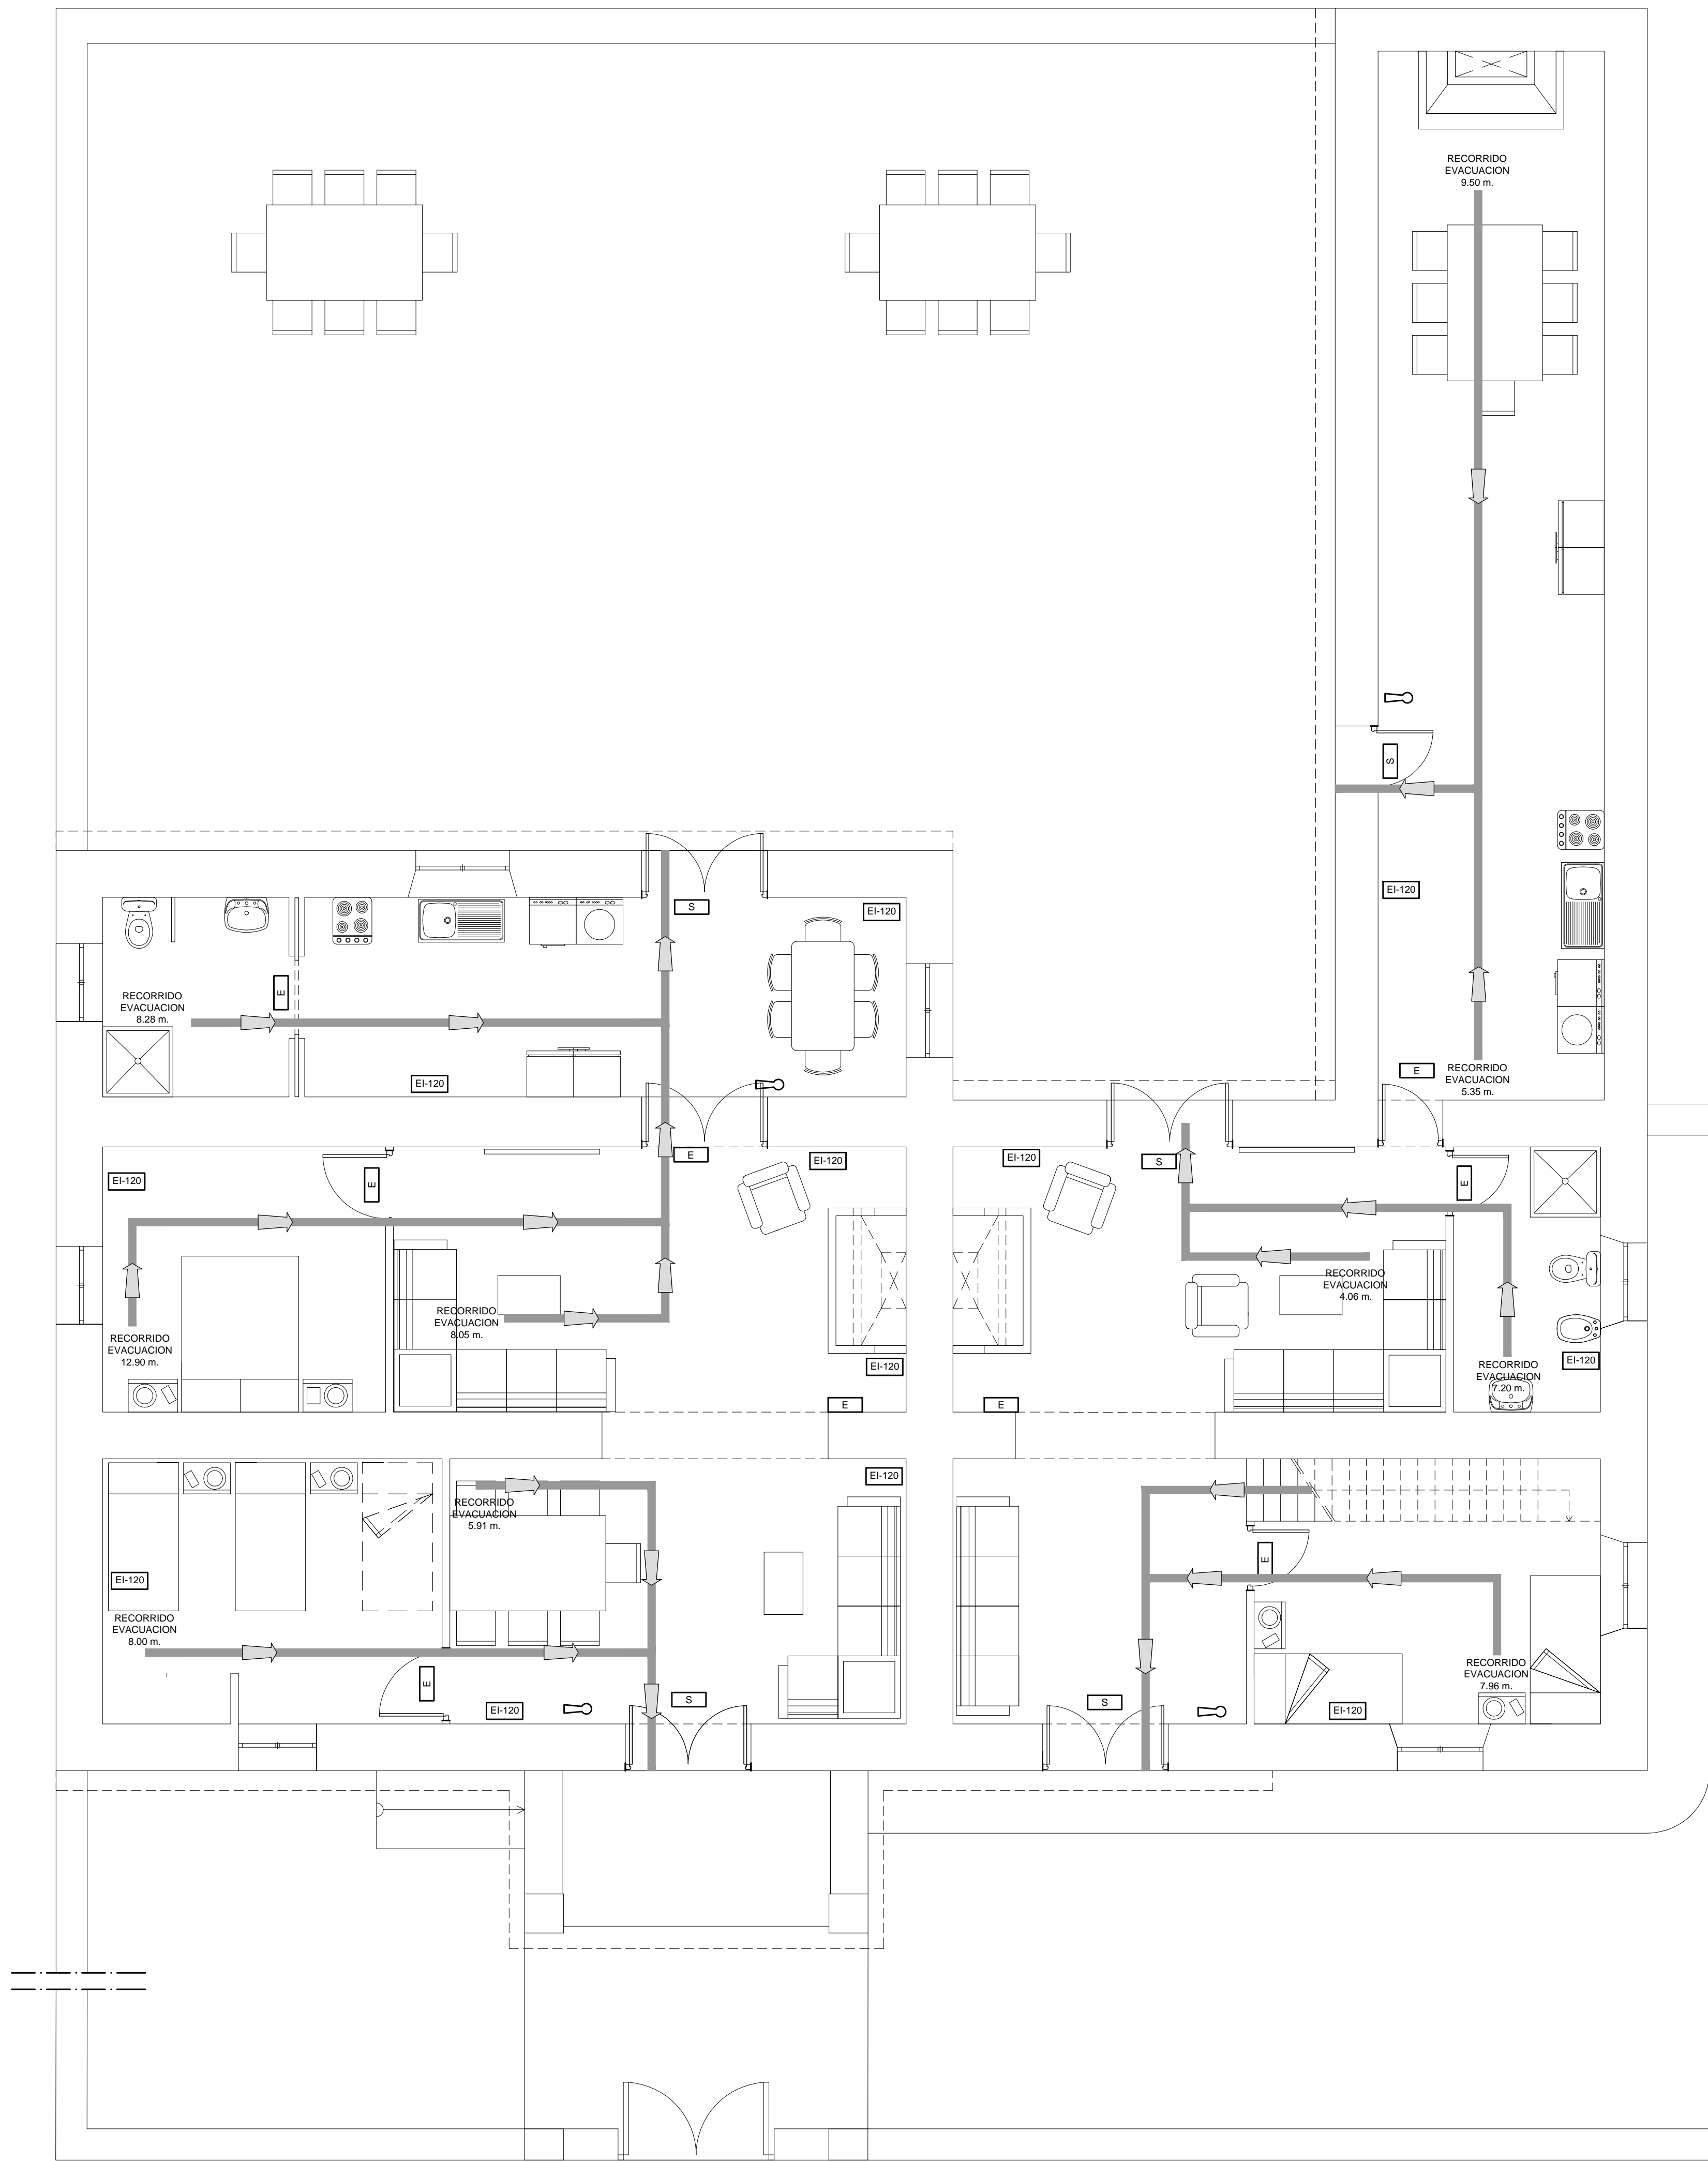 RECORRIDO
EVACUACION
9.50 m.
S
EI-120
S
EI-120
E
RECORRIDO
EVACUACION
8.28 m.
EI-120
E
RECORRIDO
EVACUACION
5.35 m.
E
EI-120
EI-120
S
E
EI-120
E
RECORRIDO
EVACUACION
4.06 m.
RECORRIDO
EVACUACION
8.05 m.
RECORRIDO
EVACUACION
12.90 m.
EI-120
EI-120
RECORRIDO
EVACUACION
7.20 m.
E
E
EI-120
RECORRIDO
EVACUACION
5.91 m.
E
EI-120
RECORRIDO
EVACUACION
8.00 m.
RECORRIDO
EVACUACION
7.96 m.
E
S
S
EI-120
EI-120